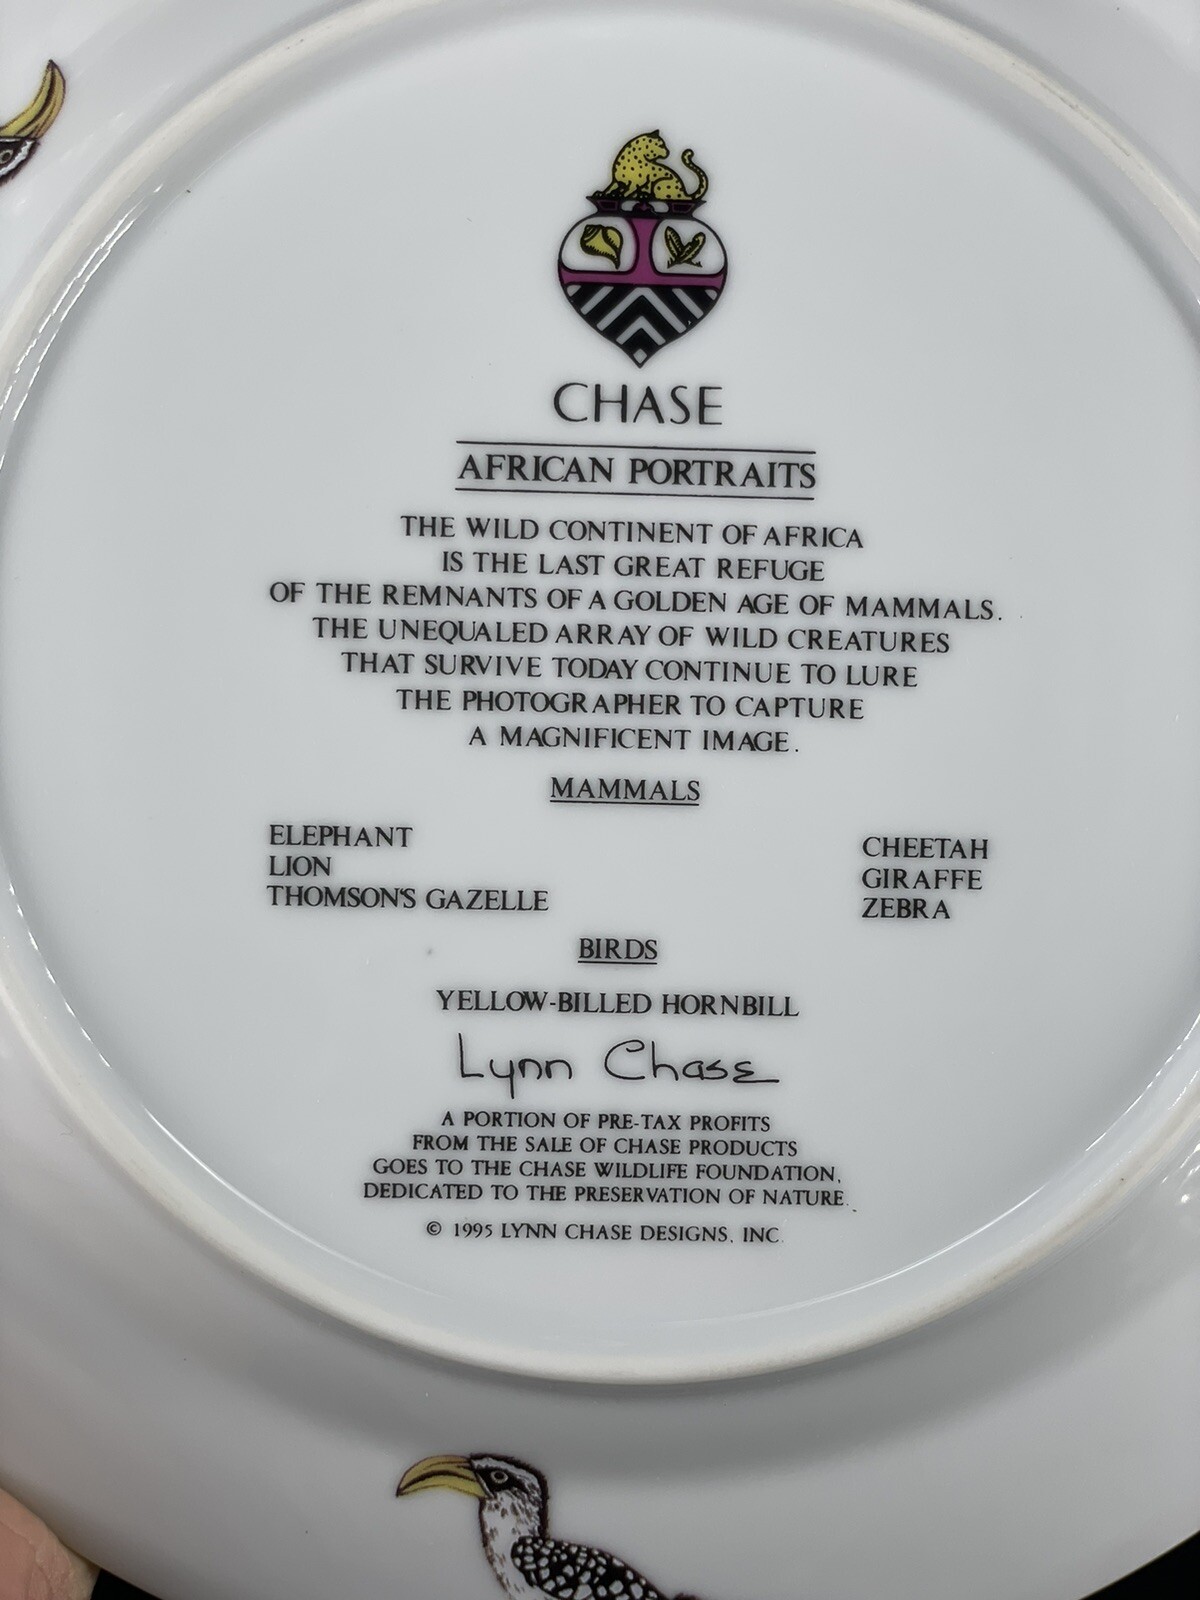 CHASE
AFRICAN PORTRAITS
THE WILD CONTINENT OF AFRICA
IS THE LAST GREAT REFUGE
OF THE REMNANTS OF A GOLDEN AGE OF MAMMALS.
THE UNEQUALED ARRAY OF WILD CREATURES
THAT SURVIVE TODAY CONTINUE TO LURE
THE PHOTOGRAPHER TO CAPTURE
A MAGNIFICENT IMAGE.
MAMMALS
ELEPHANT
LION
THOMSON'S GAZELLE
CHEETAH
GIRAFFE
ZEBRA
BIRDS
YELLOW-BILLED HORNBILL
Lynn Chase
A PORTION OF PRE-TAX PROFITS
FROM THE SALE OF CHASE PRODUCTS
GOES TO THE CHASE WILDLIFE FOUNDATION,
DEDICATED TO THE PRESERVATION OF NATURE.
© 1995 LYNN CHASE DESIGNS, INC.